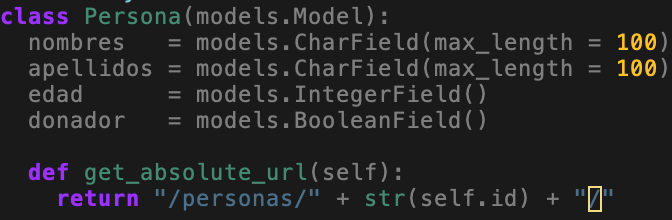 class Persona(models.Model):
  nombres   = models.CharField(max_length = 100)
  apellidos = models.CharField(max_length = 100)
  edad      = models.IntegerField()
  donador   = models.BooleanField()

  def get_absolute_url(self):
    return "/personas/" + str(self.id) + "/"